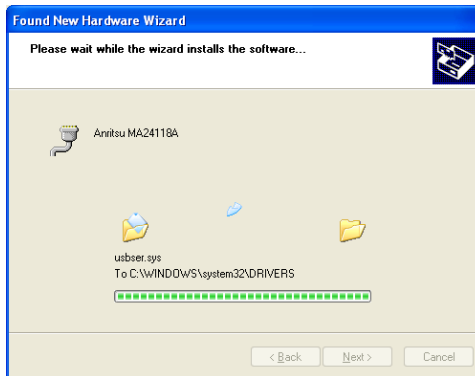 Found New Hardware Wizard
Please wait while the wizard installs the software...
Anritsu MA24118A
usbser.sys
To C:\WINDOWS\system32\DRIVERS
< Back Next > Cancel